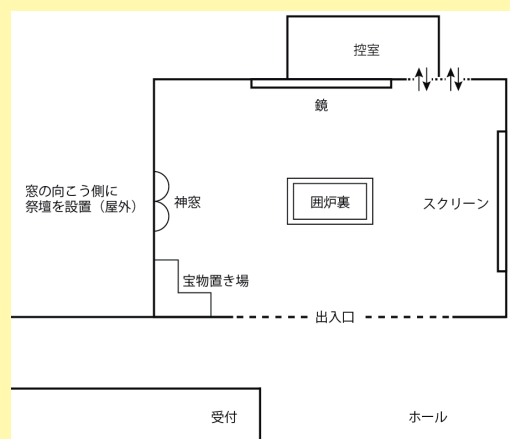 控室
鏡
窓の向こう側に
祭壇を設置（屋外）
神窓
囲炉裏
スクリーン
宝物置き場
出入口
受付
ホール